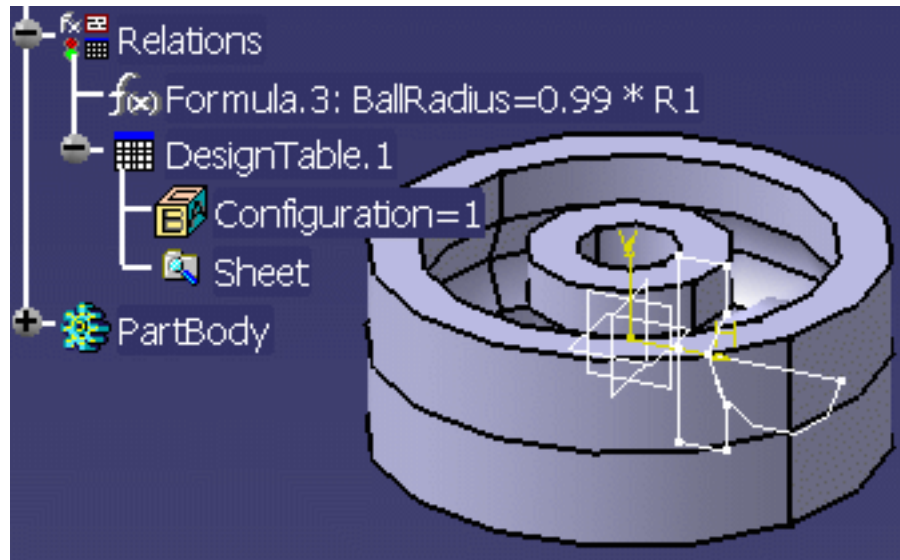 Relations
f(x) Formula.3: BallRadius=0.99 * R1
DesignTable.1
Configuration=1
Sheet
PartBody
V
H